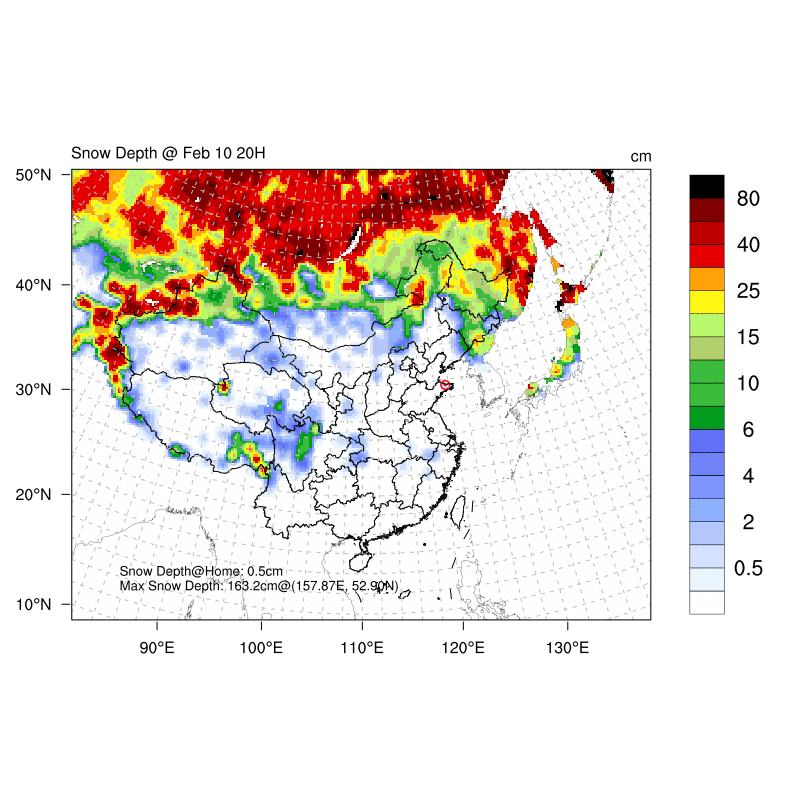 Snow Depth @ Feb 10 20H
cm
50°N
40°N
30°N
20°N
10°N
80
40
25
15
10
6
4
2
0.5
Snow Depth@Home: 0.5cm
Max Snow Depth: 163.2cm@(157.87E, 52.90N)
90°E 100°E 110°E 120°E 130°E